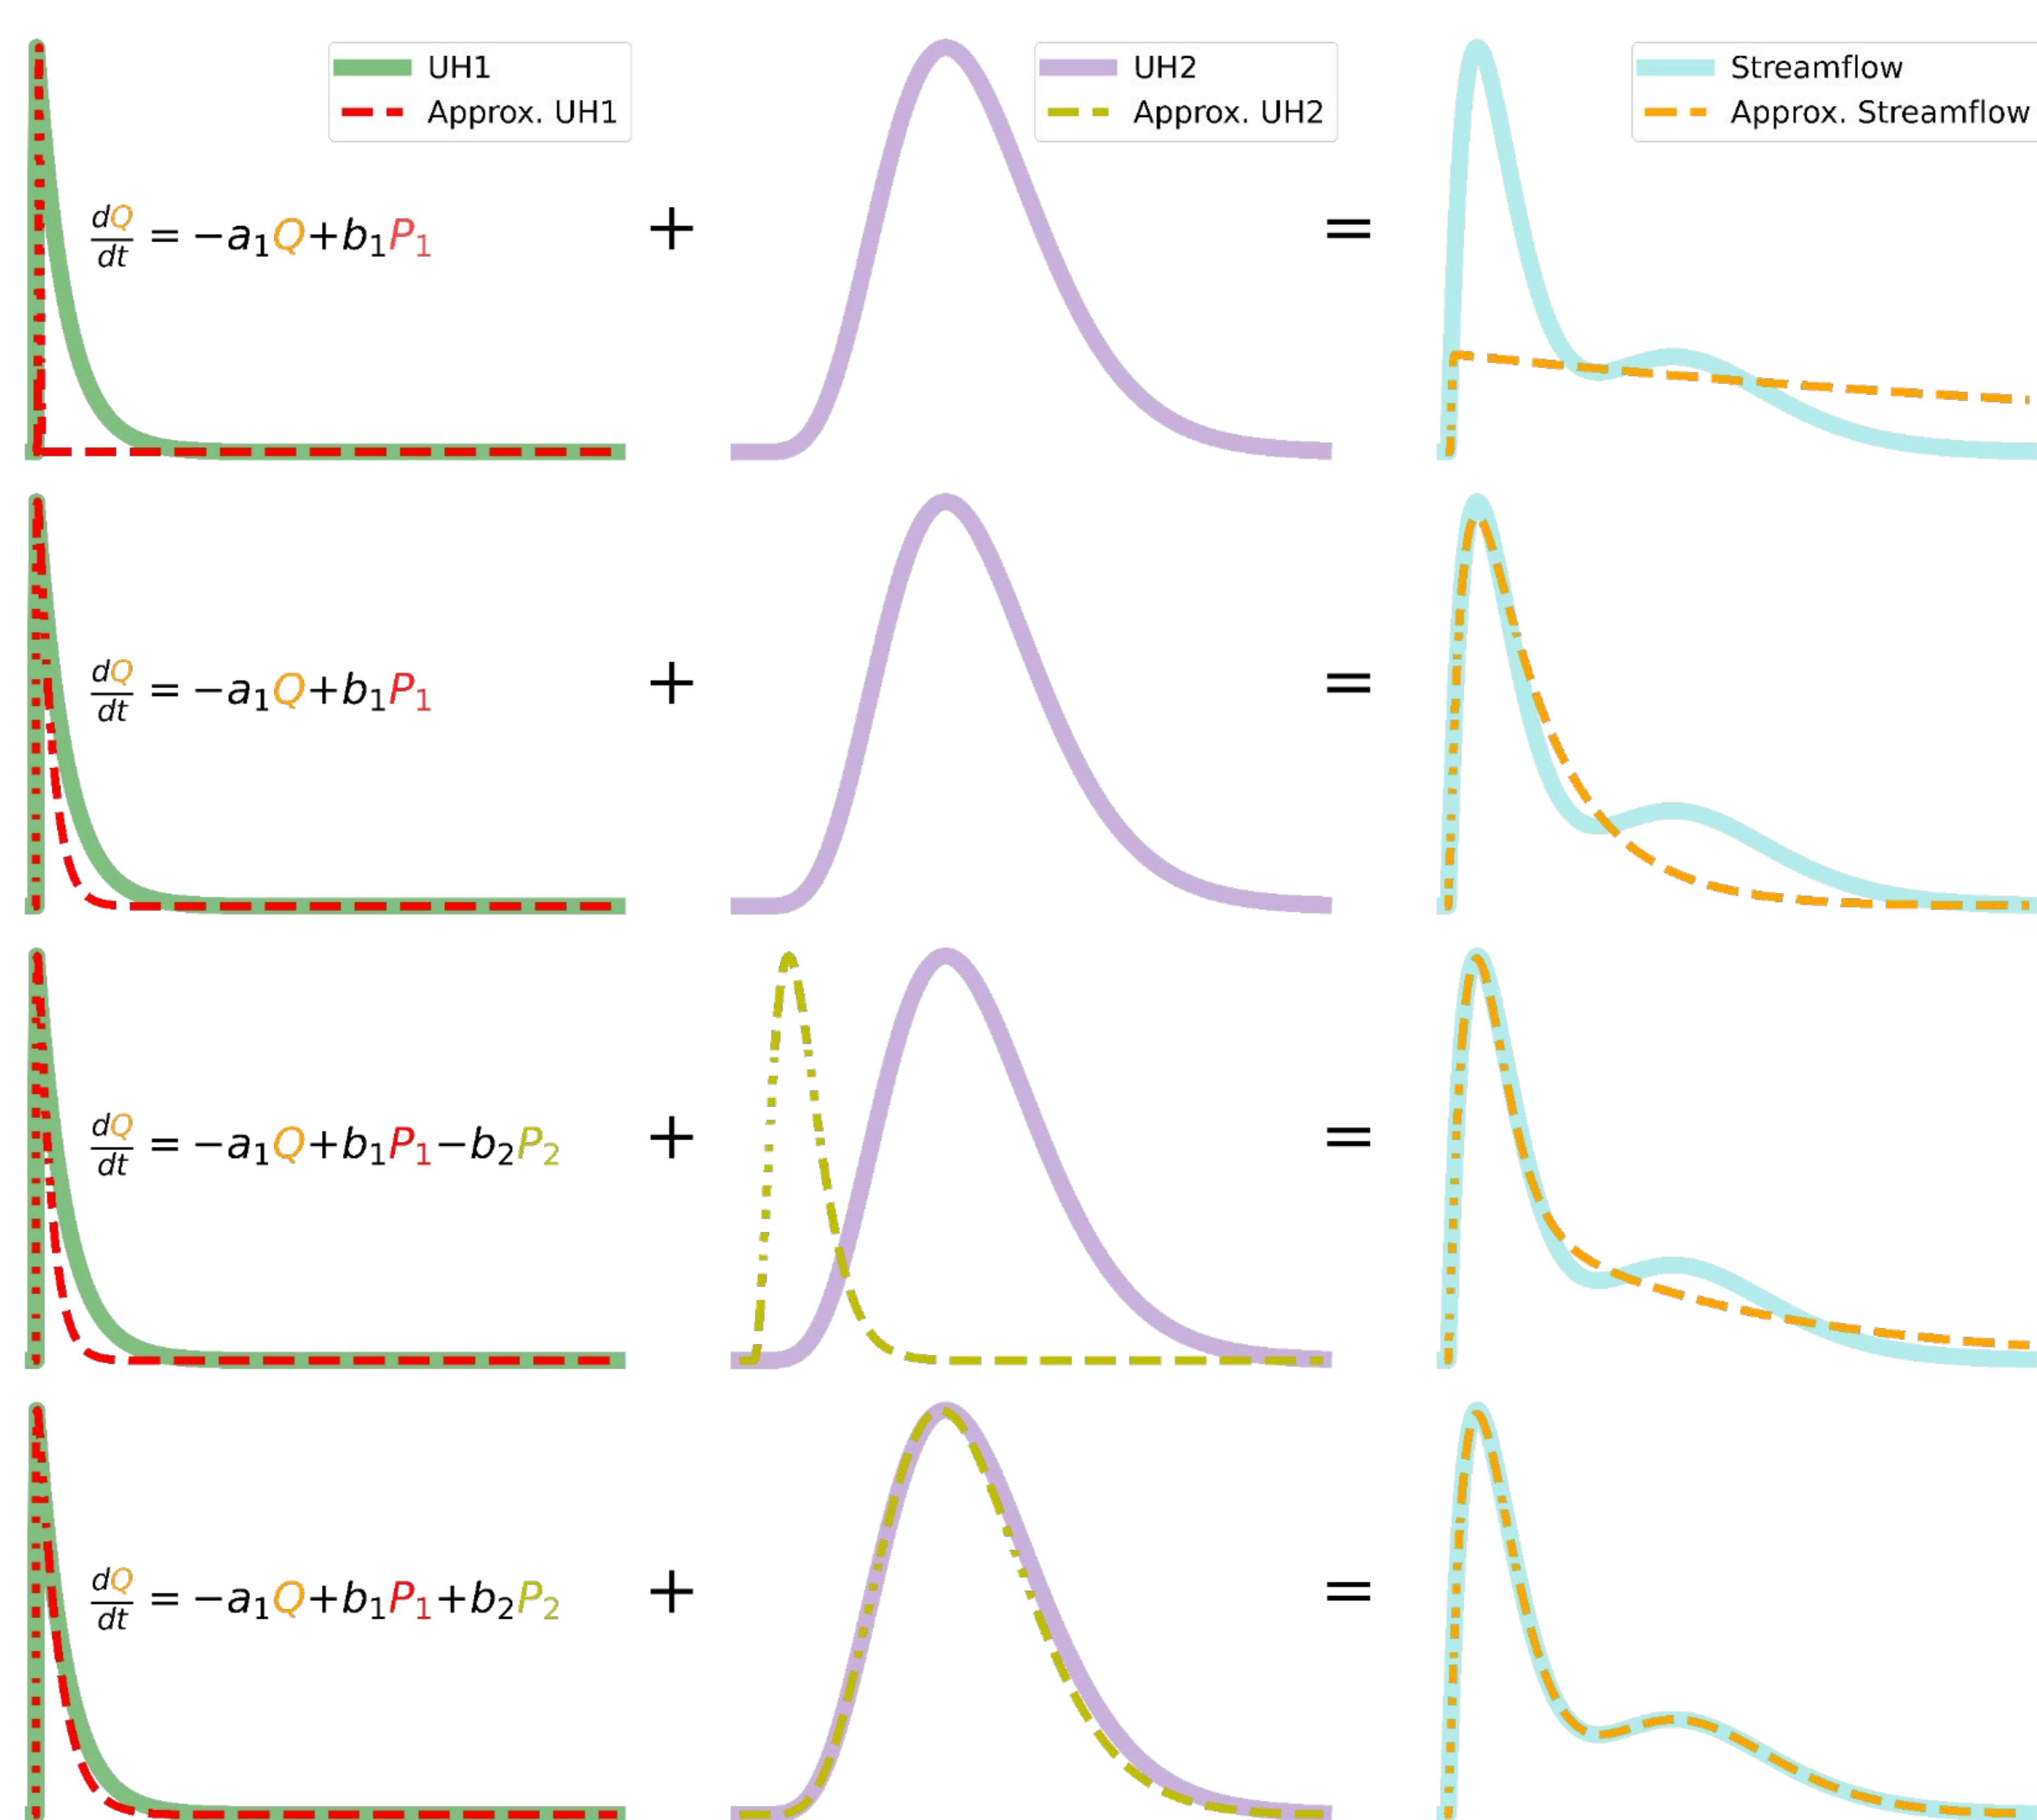 UH1
Approx. UH1
UH2
Approx. UH2
Streamflow
Approx. Streamflow
dQ/dt = −a₁Q+b₁P₁
+
=
dQ/dt = −a₁Q+b₁P₁
+
=
dQ/dt = −a₁Q+b₁P₁−b₂P₂
+
=
dQ/dt = −a₁Q+b₁P₁+b₂P₂
+
=